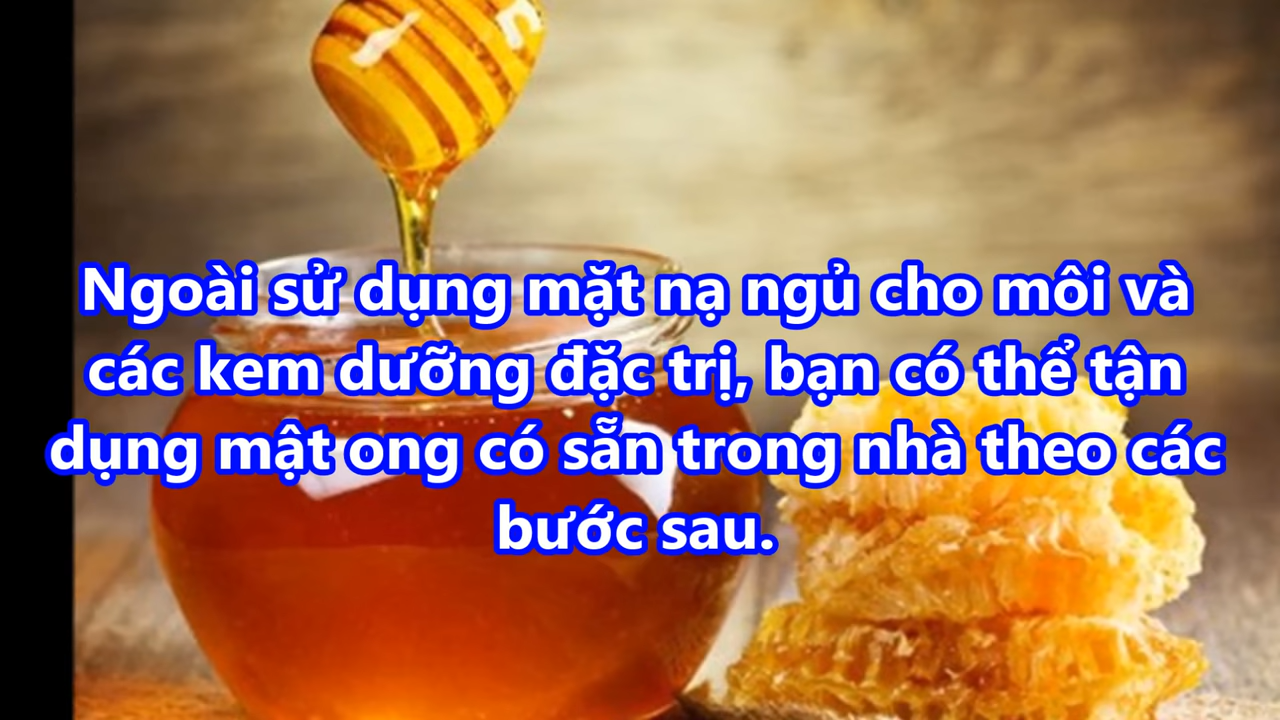 Ngoài sử dụng mặt nạ ngủ cho môi và
các kem dưỡng đặc trị, bạn có thể tận
dụng mật ong có sẵn trong nhà theo các
bước sau.